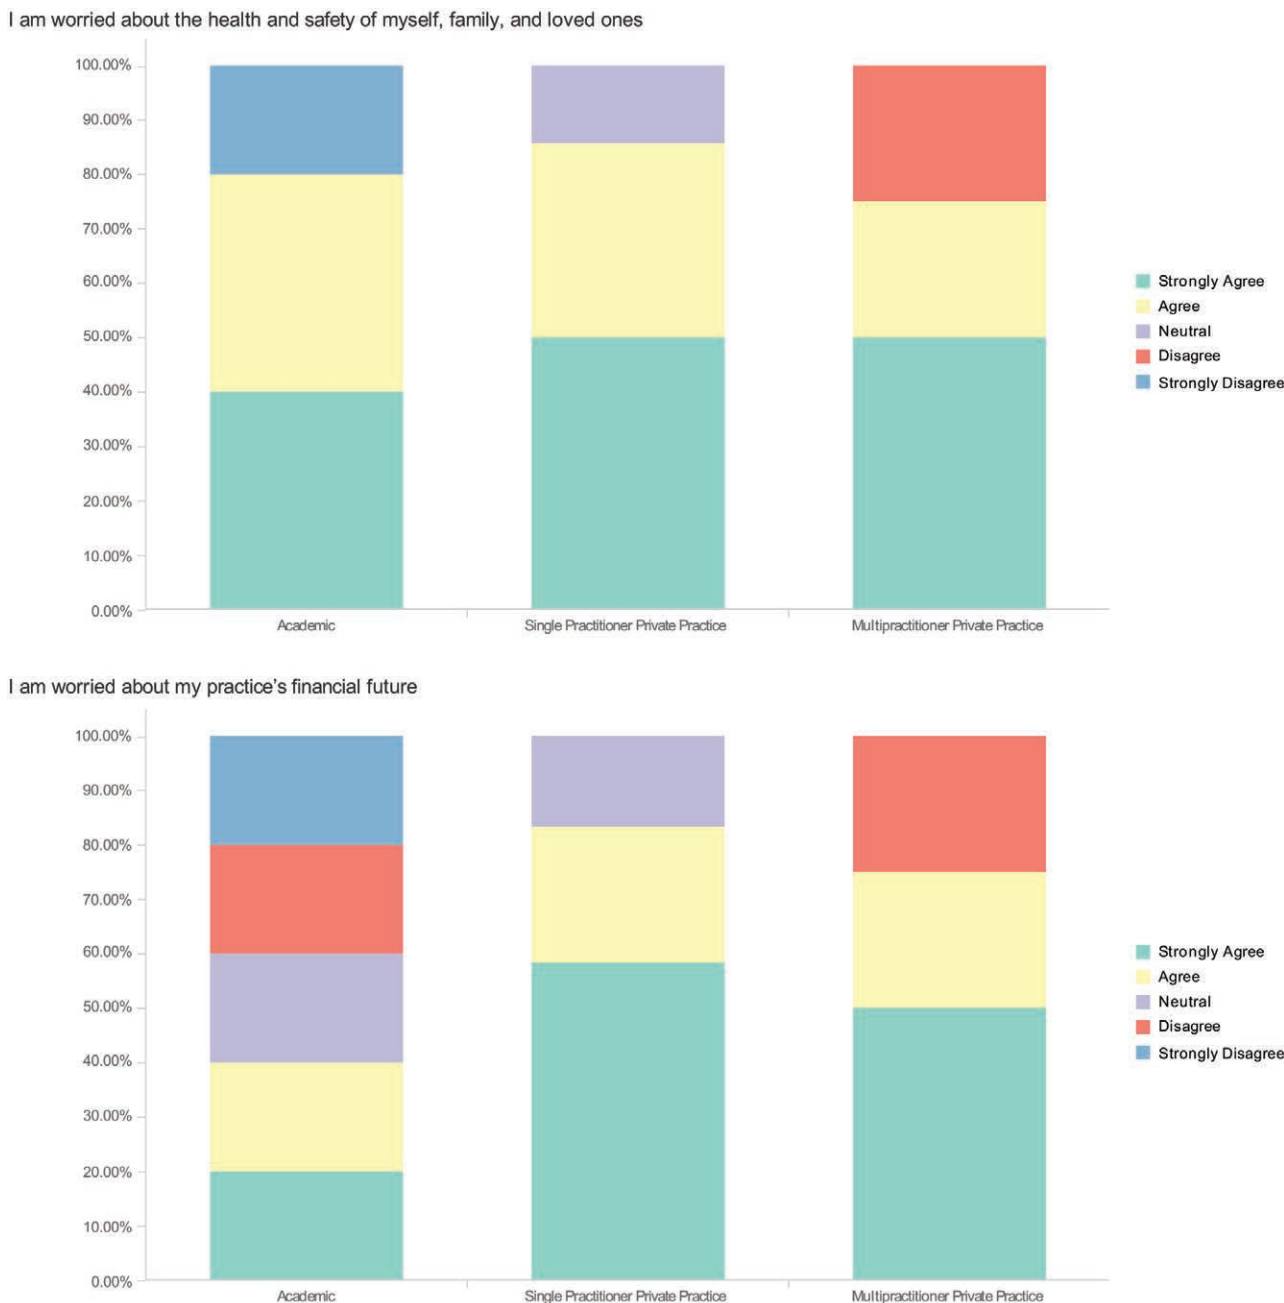 I am worried about the health and safety of myself, family, and loved ones
100.00%
90.00%
80.00%
70.00%
60.00%
50.00%
40.00%
30.00%
20.00%
10.00%
0.00%
Academic
Single Practitioner Private Practice
Multipractitioner Private Practice
Strongly Agree
Agree
Neutral
Disagree
Strongly Disagree
I am worried about my practice’s financial future
100.00%
90.00%
80.00%
70.00%
60.00%
50.00%
40.00%
30.00%
20.00%
10.00%
0.00%
Academic
Single Practitioner Private Practice
Multipractitioner Private Practice
Strongly Agree
Agree
Neutral
Disagree
Strongly Disagree